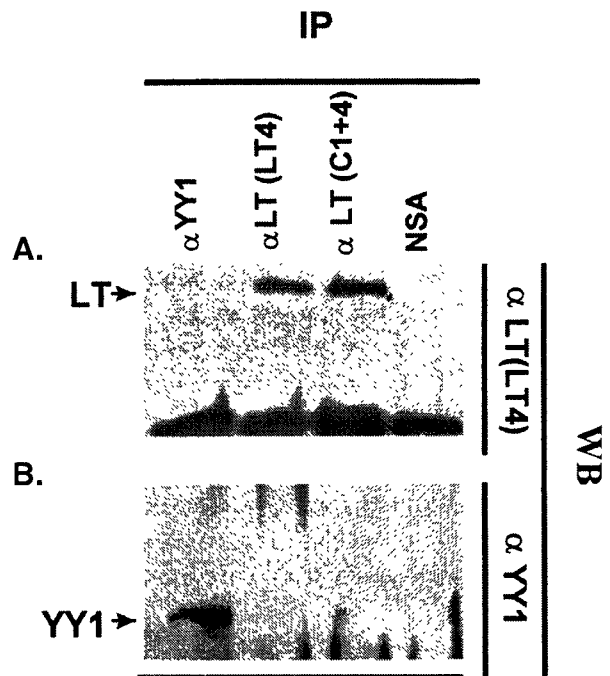 IP
α YY1
α LT (LT4)
α LT (C1+4)
NSA
A.
LT
α LT(LT4)
WB
B.
YY1
α YY1